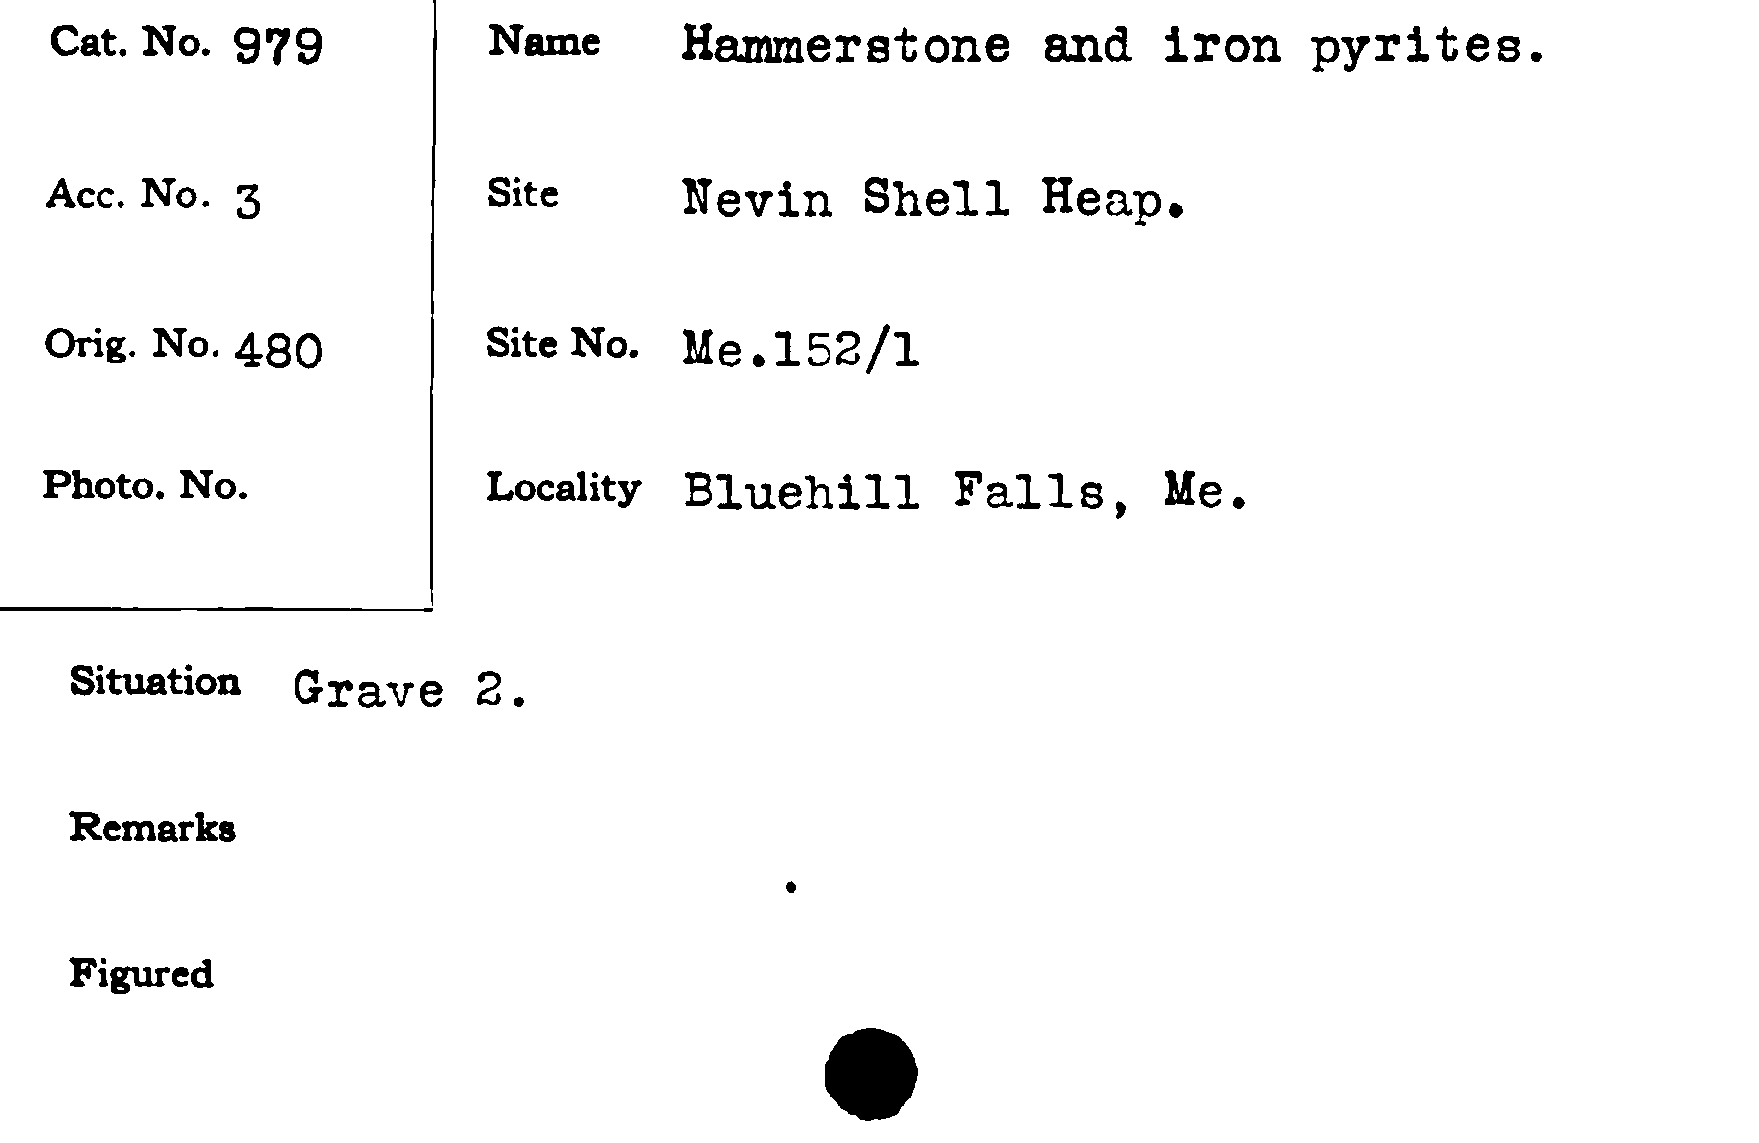 Cat. No. 979
Name Hammerstone and iron pyrites.
Acc. No. 3
Site Nevin Shell Heap.
Orig. No. 480
Site No. Me.152/1
Photo. No.
Locality Bluehill Falls, Me.
Situation Grave 2.
Remarks
Figured